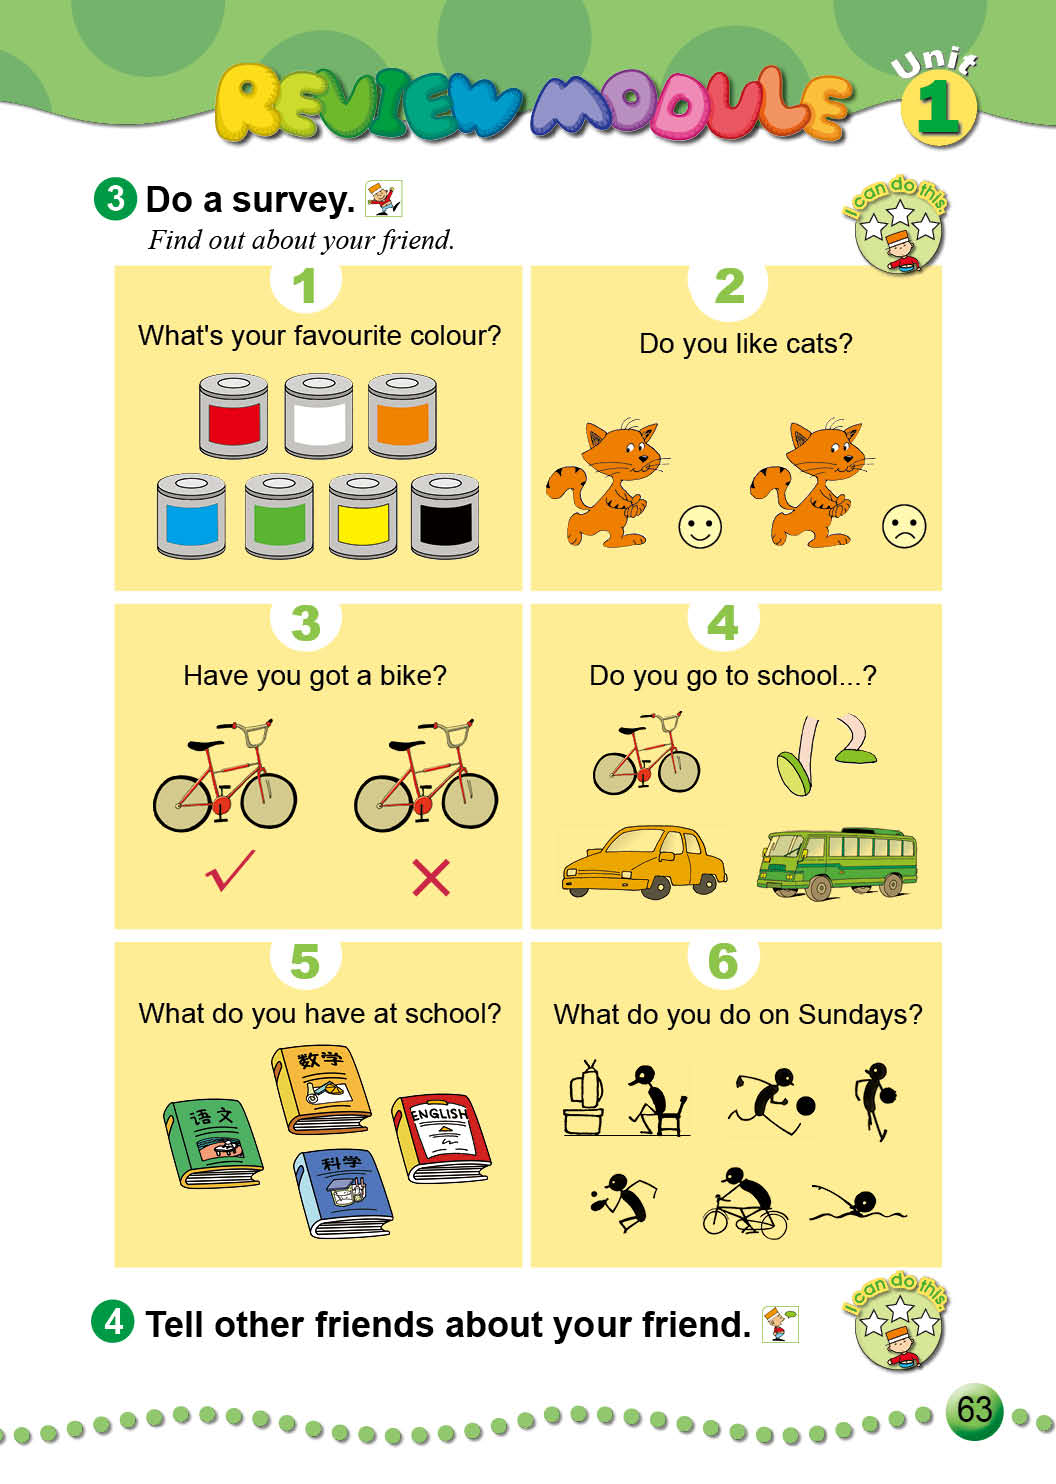 REVIEW MODULE
Unit
1
3 Do a survey.
I can do this.
Find out about your friend.
1
What's your favourite colour?
2
Do you like cats?
3
Have you got a bike?
4
Do you go to school...?
5
What do you have at school?
数学
语文
ENGLISH
科学
6
What do you do on Sundays?
4 Tell other friends about your friend.
I can do this.
63